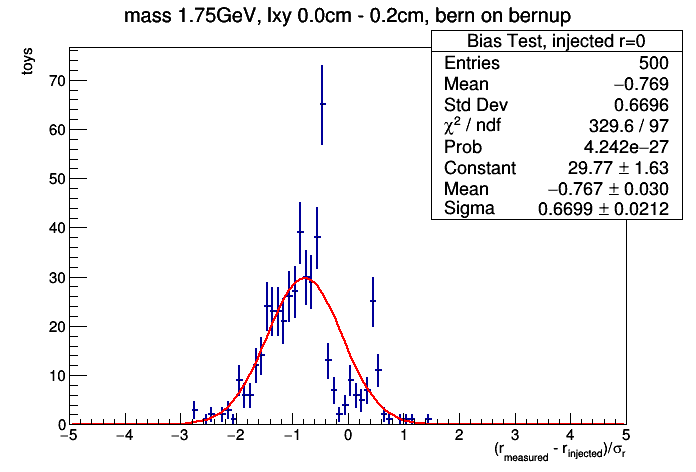 mass 1.75GeV, lxy 0.0cm - 0.2cm, bern on bernup
Bias Test, injected r=0
Entries 500
Mean −0.769
Std Dev 0.6696
χ² / ndf 329.6 / 97
Prob 4.242e−27
Constant 29.77 ± 1.63
Mean −0.767 ± 0.030
Sigma 0.6699 ± 0.0212
toys
70
60
50
40
30
20
10
0
−5 −4 −3 −2 −1 0 1 2 3 4 5
(r_measured - r_injected)/σ_r